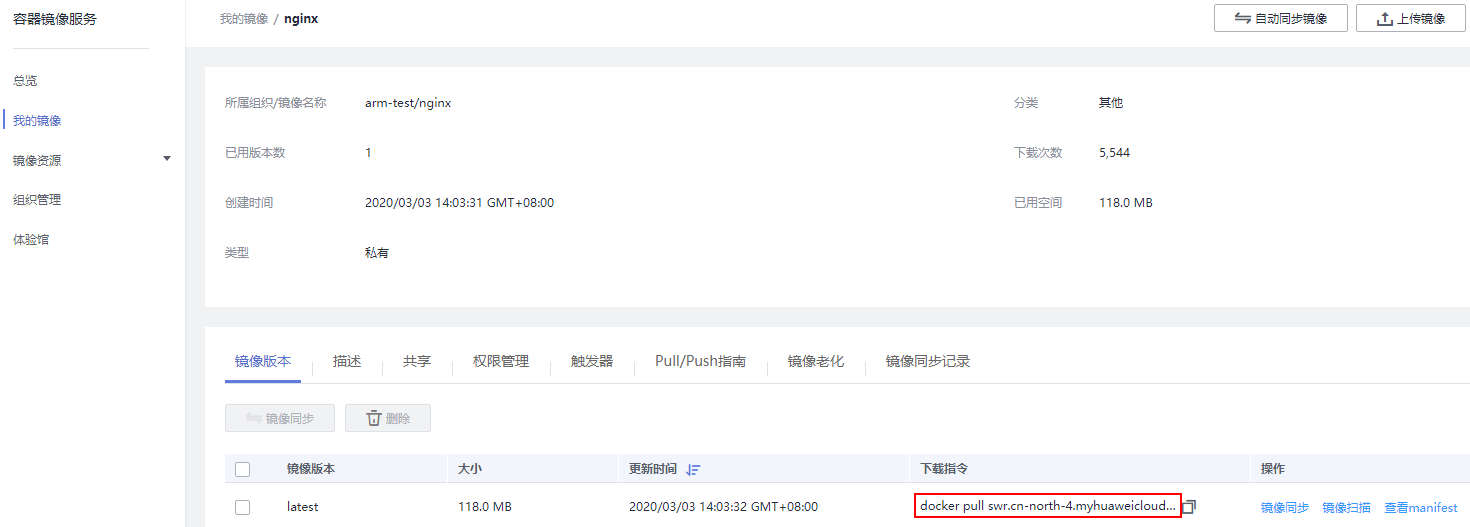 容器镜像服务
我的镜像 / nginx
自动同步镜像
上传镜像
总览
我的镜像
镜像资源
组织管理
体验馆
所属组织/镜像名称 arm-test/nginx 分类 其他
已用版本数 1 下载次数 5,544
创建时间 2020/03/03 14:03:31 GMT+08:00 已用空间 118.0 MB
类型 私有
镜像版本 描述 共享 权限管理 触发器 Pull/Push指南 镜像老化 镜像同步记录
镜像同步 删除
镜像版本 大小 更新时间 下载指令 操作
latest 118.0 MB 2020/03/03 14:03:32 GMT+08:00 docker pull swr.cn-north-4.myhuaweicloud... 镜像同步 镜像扫描 查看manifest